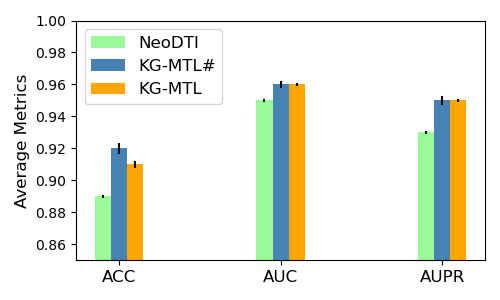 1.00
0.98
0.96
0.94
0.92
0.90
0.88
0.86
Average Metrics
NeoDTI
KG-MTL#
KG-MTL
ACC AUC AUPR